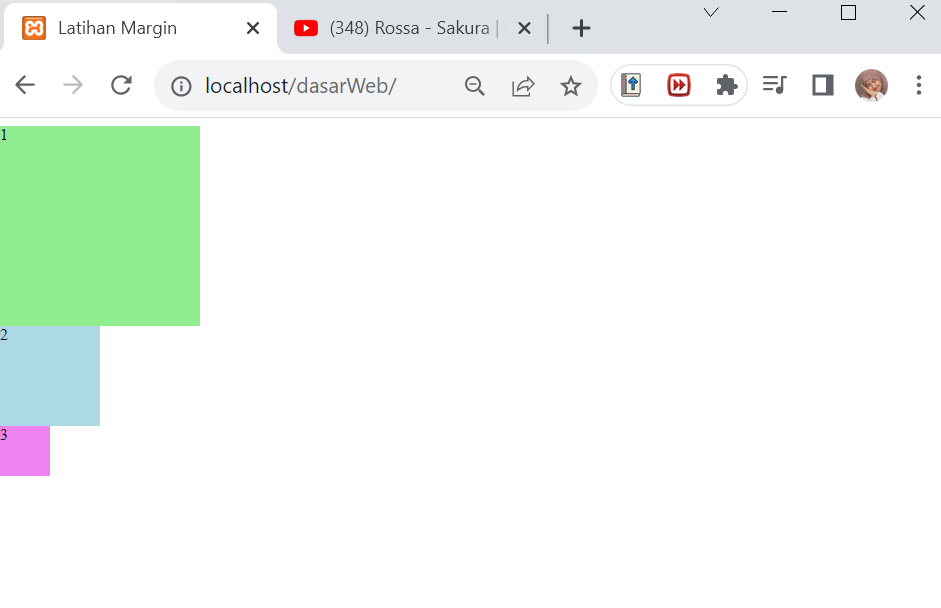 Latihan Margin
(348) Rossa - Sakura |
localhost/dasarWeb/
1
2
3